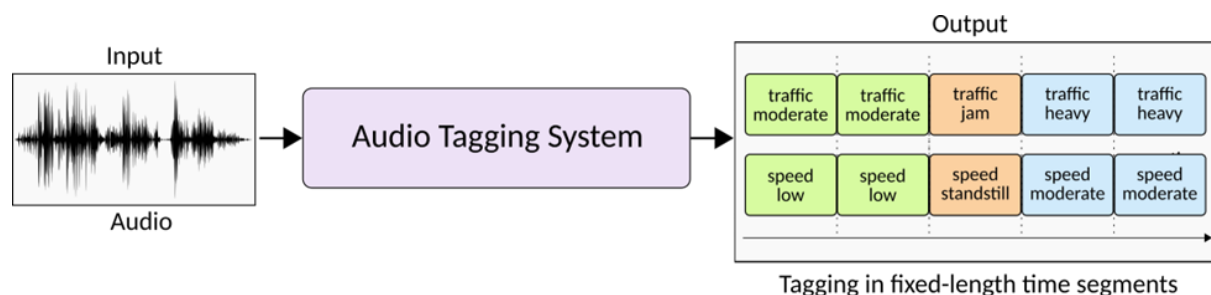 Input
Audio
Audio Tagging System
Output
traffic
moderate
traffic
moderate
traffic
jam
traffic
heavy
traffic
heavy
speed
low
speed
low
speed
standstill
speed
moderate
speed
moderate
Tagging in fixed-length time segments